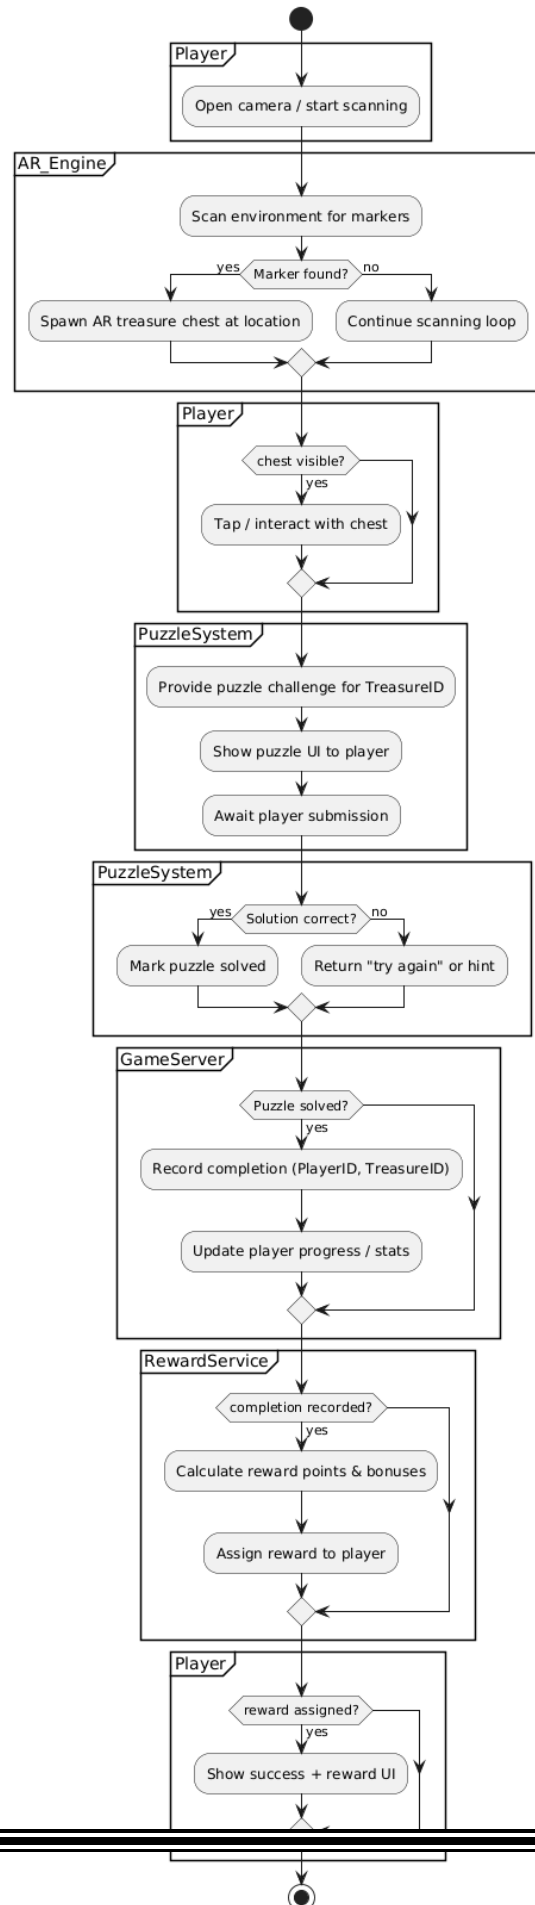 Player
Open camera / start scanning
AR_Engine
Scan environment for markers
yes
Marker found?
no
Spawn AR treasure chest at location
Continue scanning loop
Player
chest visible?
yes
Tap / interact with chest
PuzzleSystem
Provide puzzle challenge for TreasureID
Show puzzle UI to player
Await player submission
PuzzleSystem
yes
Solution correct?
no
Mark puzzle solved
Return "try again" or hint
GameServer
Puzzle solved?
yes
Record completion (PlayerID, TreasureID)
Update player progress / stats
RewardService
completion recorded?
yes
Calculate reward points & bonuses
Assign reward to player
Player
reward assigned?
yes
Show success + reward UI